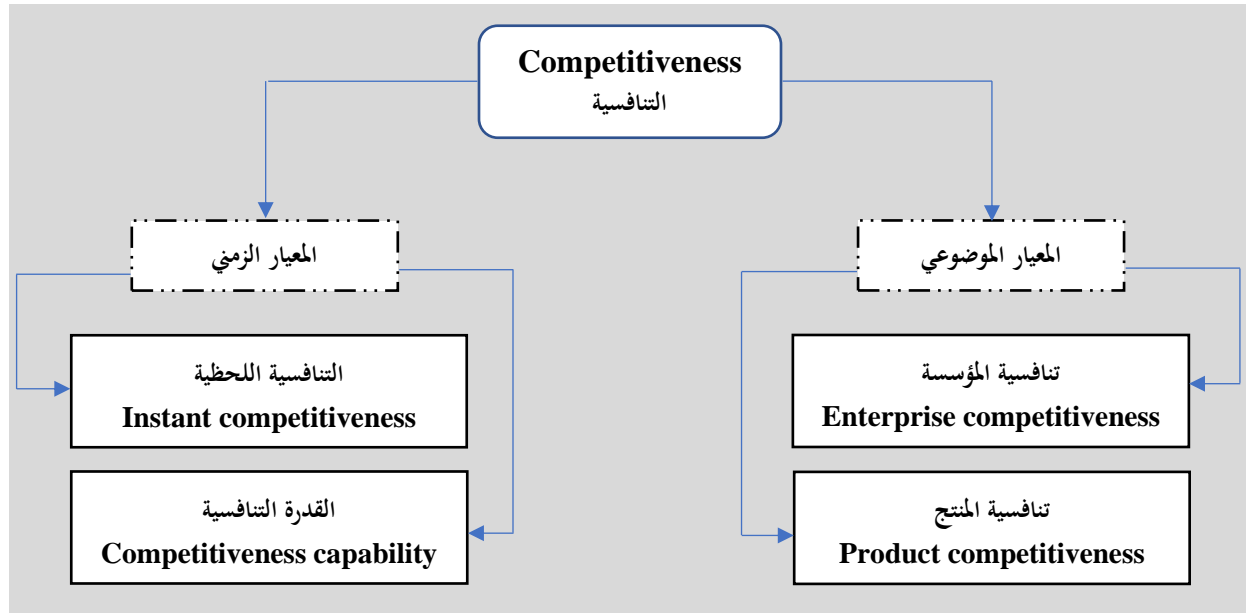 Competitiveness
التنافسية
المعيار الموضوعي
المعيار الزمني
تنافسية المؤسسة
Enterprise competitiveness
تنافسية المنتج
Product competitiveness
التنافسية اللحظية
Instant competitiveness
القدرة التنافسية
Competitiveness capability